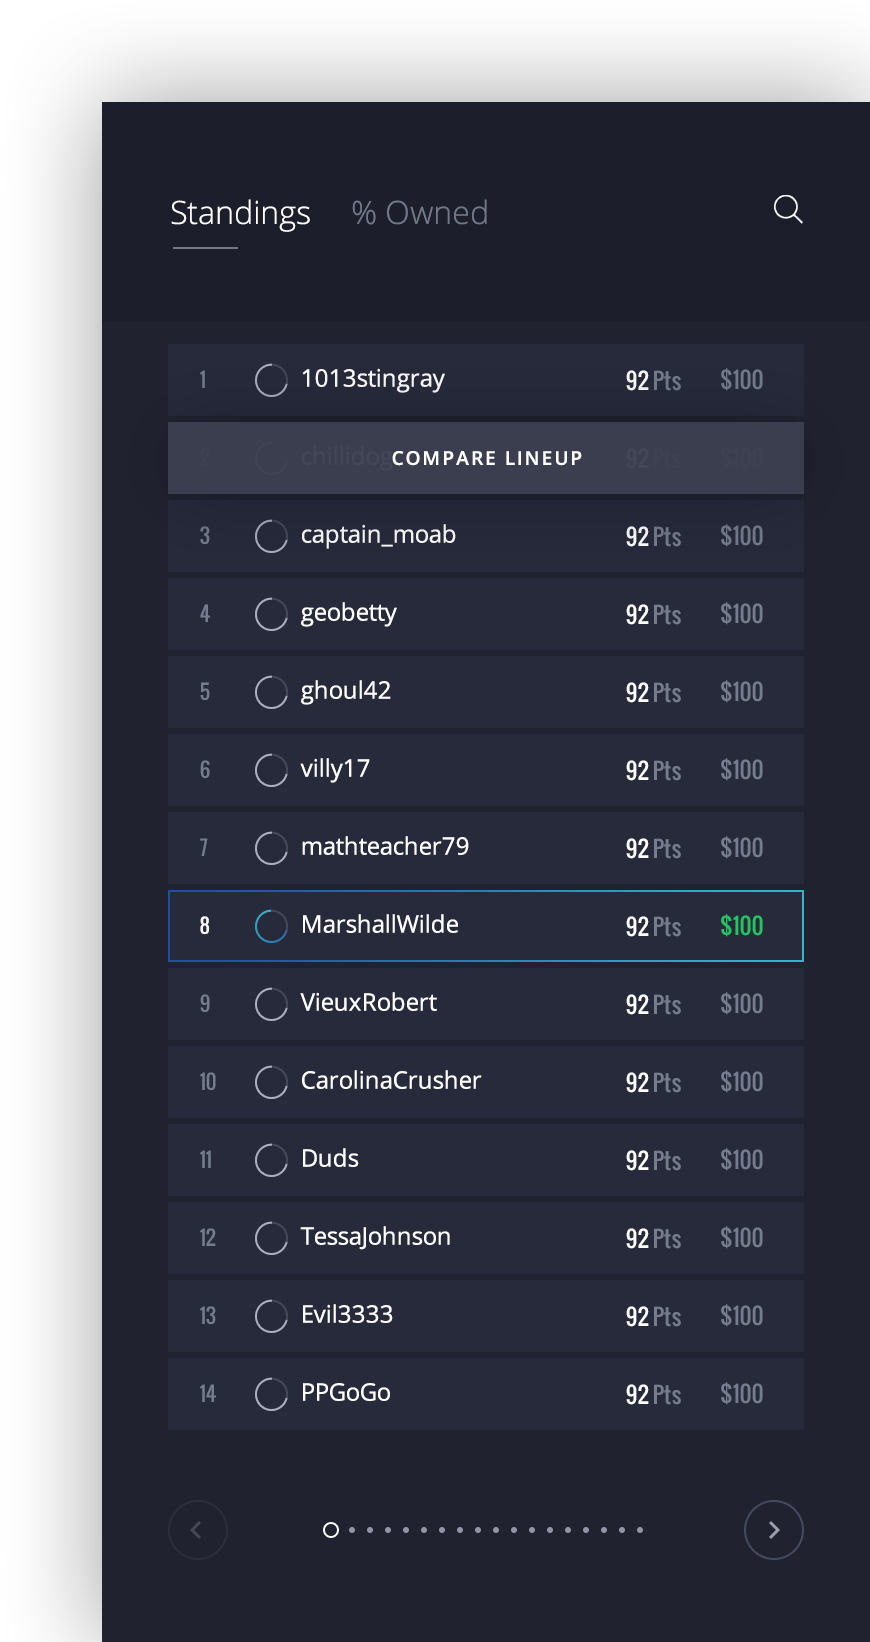 Standings % Owned
1 1013stingray 92 Pts $100
2 chillidog COMPARE LINEUP 92 Pts $100
3 captain_moab 92 Pts $100
4 geobetty 92 Pts $100
5 ghoul42 92 Pts $100
6 villy17 92 Pts $100
7 mathteacher79 92 Pts $100
8 MarshallWilde 92 Pts $100
9 VieuxRobert 92 Pts $100
10 CarolinaCrusher 92 Pts $100
11 Duds 92 Pts $100
12 TessaJohnson 92 Pts $100
13 Evil3333 92 Pts $100
14 PPGoGo 92 Pts $100